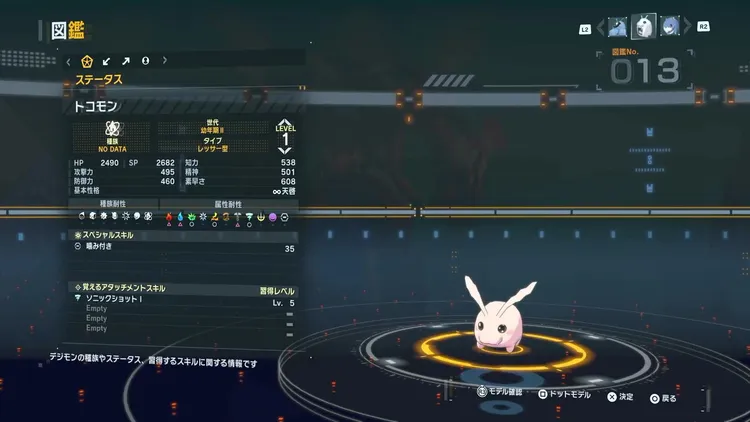 図鑑
L2
R2
図鑑No.
013
ステータス
トコモン
種族
NO DATA
世代
幼年期Ⅱ
タイプ
レッサー型
LEVEL
1
HP 2490 SP 2682 知力 538
攻撃力 495 精神 501
防御力 460 素早さ 608
基本性格 天啓
種族耐性 属性耐性
スペシャルスキル
噛み付き 35
覚えるアタッチメントスキル 習得レベル
ソニックショットⅠ Lv. 5
Empty
Empty
Empty
デジモンの種族やステータス、習得するスキルに関する情報です
R3 モデル確認 ドットモデル 決定 戻る